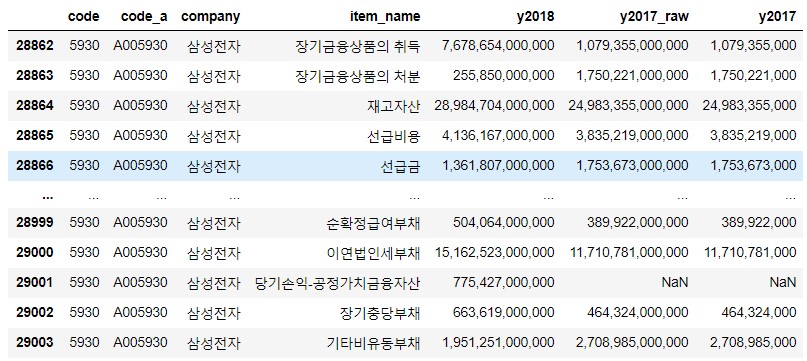 code code_a company item_name y2018 y2017_raw y2017
28862 5930 A005930 삼성전자 장기금융상품의 취득 7,678,654,000,000 1,079,355,000,000 1,079,355,000
28863 5930 A005930 삼성전자 장기금융상품의 처분 255,850,000,000 1,750,221,000,000 1,750,221,000
28864 5930 A005930 삼성전자 재고자산 28,984,704,000,000 24,983,355,000,000 24,983,355,000
28865 5930 A005930 삼성전자 선급비용 4,136,167,000,000 3,835,219,000,000 3,835,219,000
28866 5930 A005930 삼성전자 선급금 1,361,807,000,000 1,753,673,000,000 1,753,673,000
... ... ... ... ... ... ... ...
28999 5930 A005930 삼성전자 순확정급여부채 504,064,000,000 389,922,000,000 389,922,000
29000 5930 A005930 삼성전자 이연법인세부채 15,162,523,000,000 11,710,781,000,000 11,710,781,000
29001 5930 A005930 삼성전자 당기손익-공정가치금융자산 775,427,000,000 NaN NaN
29002 5930 A005930 삼성전자 장기충당부채 663,619,000,000 464,324,000,000 464,324,000
29003 5930 A005930 삼성전자 기타비유동부채 1,951,251,000,000 2,708,985,000,000 2,708,985,000